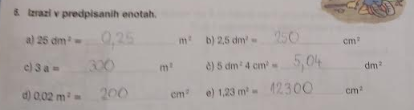 5. Izrazi v predpisanih enotah.
a) 25 dm² = 0,25 m² b) 2,5 dm² = 250 cm²
c) 3 a = 300 m² č) 5 dm² 4 cm² = 5,04 dm²
d) 0,02 m² = 200 cm² e) 1,23 m² = 12300 cm²